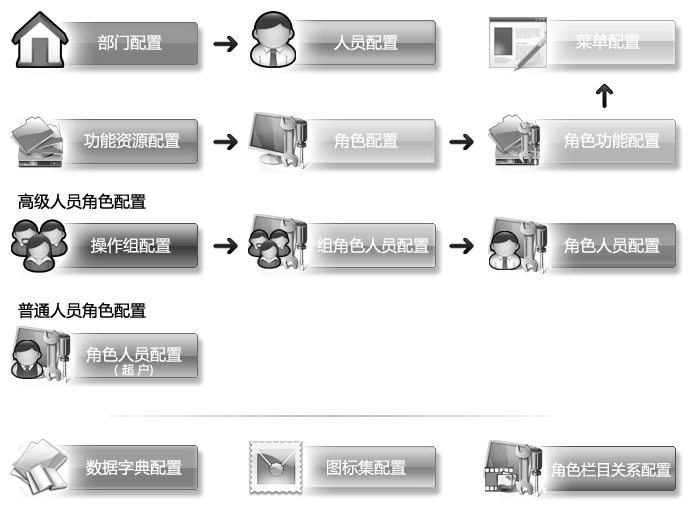 部门配置
人员配置
菜单配置
功能资源配置
角色配置
角色功能配置
高级人员角色配置
操作组配置
组角色人员配置
角色人员配置
普通人员角色配置
角色人员配置
(超户)
数据字典配置
图标集配置
角色栏目关系配置